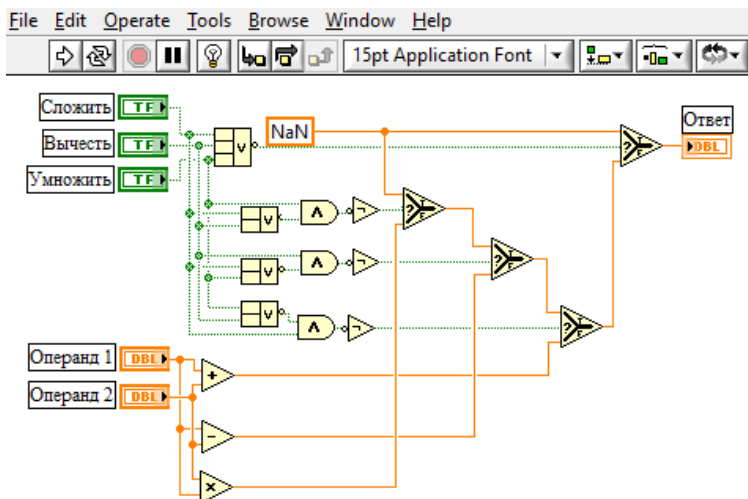 File Edit Operate Tools Browse Window Help
15pt Application Font
Сложить TF
Вычесть TF
Умножить TF
NaN
Ответ
DBL
V
V
V
V
Λ
Λ
Λ
¬
¬
¬
? T F
? T F
? T F
? T F
Операнд 1 DBL
Операнд 2 DBL
+
-
×